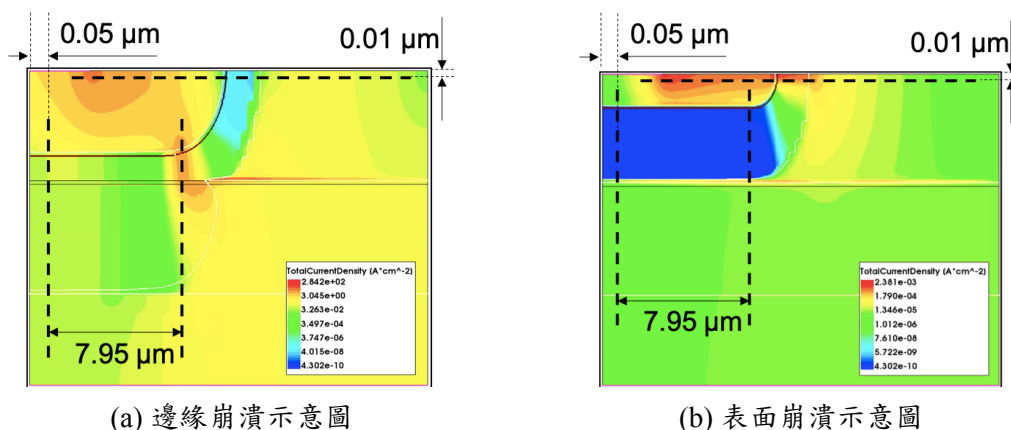 0.05 µm
0.01 µm
TotalCurrentDensity (A*cm^-2)
2.842e+02
3.045e+00
3.263e-02
3.497e-04
3.747e-06
4.015e-08
4.302e-10
7.95 µm
(a) 邊緣崩潰示意圖
0.05 µm
0.01 µm
TotalCurrentDensity (A*cm^-2)
2.381e-03
1.790e-04
1.346e-05
1.012e-06
7.610e-08
5.722e-09
4.302e-10
7.95 µm
(b) 表面崩潰示意圖